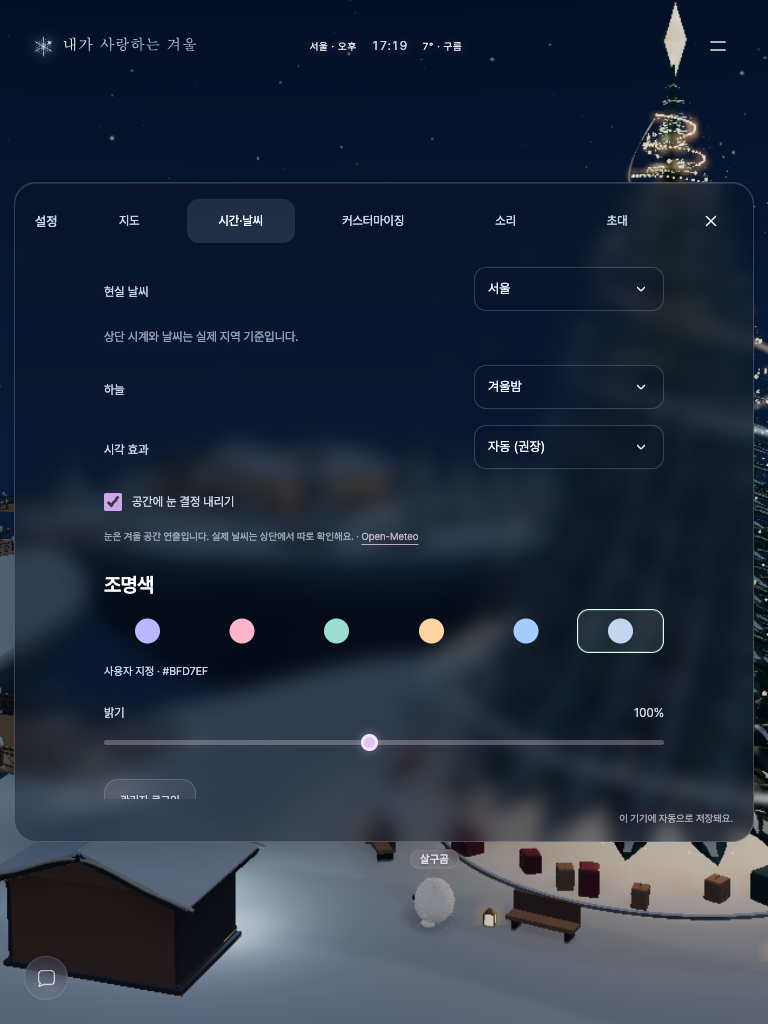 내가 사랑하는 겨울
서울 · 오후 17:19 7° · 구름
설정 지도 시간·날씨 커스터마이징 소리 초대
현실 날씨 서울
상단 시계와 날씨는 실제 지역 기준입니다.
하늘 겨울밤
시각 효과 자동 (권장)
공간에 눈 결정 내리기
눈은 겨울 공간 연출입니다. 실제 날씨는 상단에서 따로 확인해요. · Open-Meteo
조명색
사용자 지정 · #BFD7EF
밝기 100%
이 기기에 자동으로 저장돼요.
살구곰